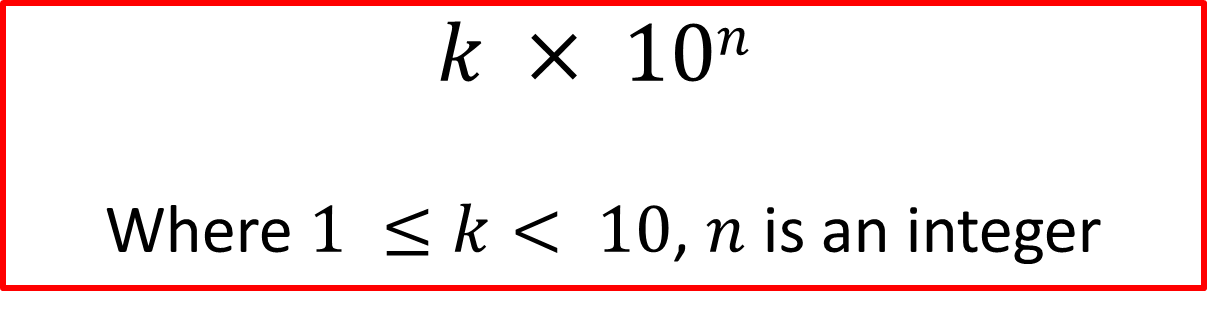 k × 10ⁿ
Where 1 ≤ k < 10, n is an integer